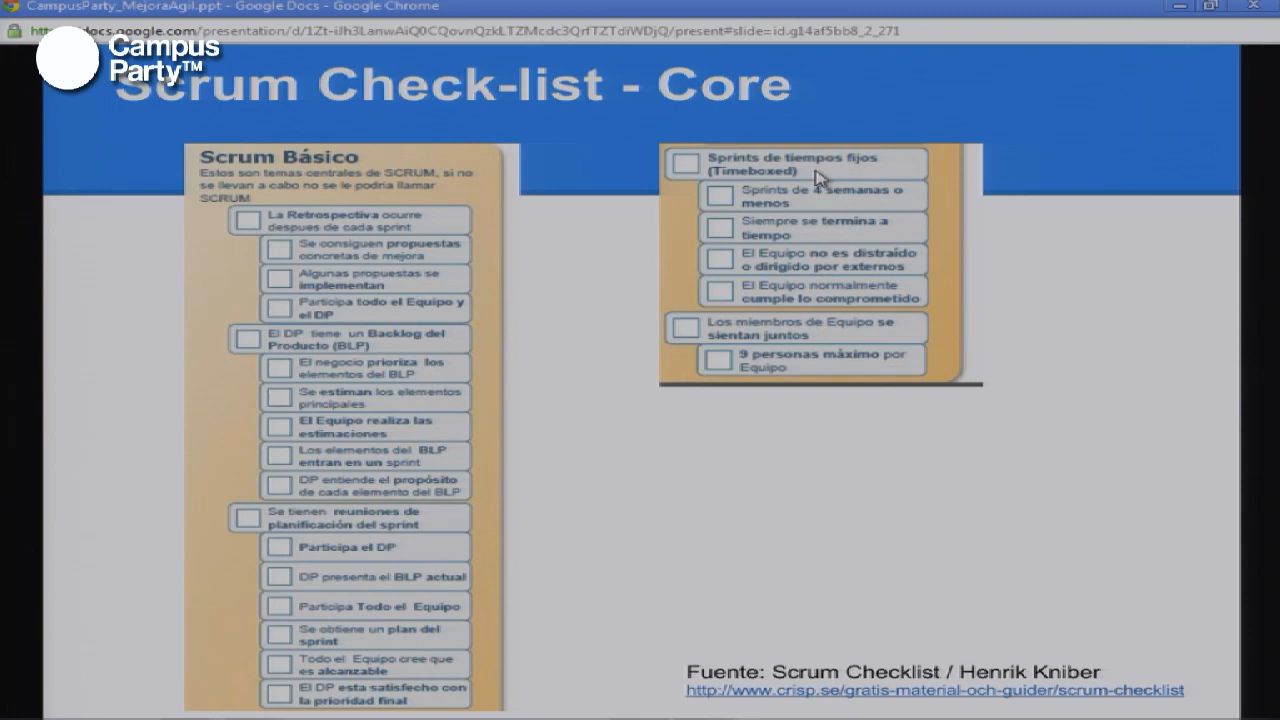 CampusParty_MejoraAgil.ppt - Google Docs - Google Chrome
docs.google.com/presentation/d/1Zt-iJh3LanwAiQ0CQovnQzkLTZMcdc3QrfTZTdiWDjQ/present#slide=id.g14af5bb8_2_271
Campus
Party™
Scrum Check-list - Core
Scrum Básico
Estos son temas centrales de SCRUM, si no
se llevan a cabo no se le podria llamar
SCRUM
La Retrospectiva ocurre
despues de cada sprint
Se consiguen propuestas
concretas de mejora
Algunas propuestas se
implementan
Participa todo el Equipo y
el DP
El DP tiene un Backlog del
Producto (BLP)
El negocio prioriza los
elementos del BLP
Se estiman los elementos
principales
El Equipo realiza las
estimaciones
Los elementos del BLP
entran en un sprint
DP entiende el propósito
de cada elemento del BLP
Se tienen reuniones de
planificación del sprint
Participa el DP
DP presenta el BLP actual
Participa Todo el Equipo
Se obtiene un plan del
sprint
Todo el Equipo cree que
es alcanzable
El DP esta satisfecho con
la prioridad final
Sprints de tiempos fijos
(Timeboxed)
Sprints de 4 semanas o
menos
Siempre se termina a
tiempo
El Equipo no es distraído
o dirigido por externos
El Equipo normalmente
cumple lo comprometido
Los miembros de Equipo se
sientan juntos
9 personas máximo por
Equipo
Fuente: Scrum Checklist / Henrik Kniber
http://www.crisp.se/gratis-material-och-guider/scrum-checklist